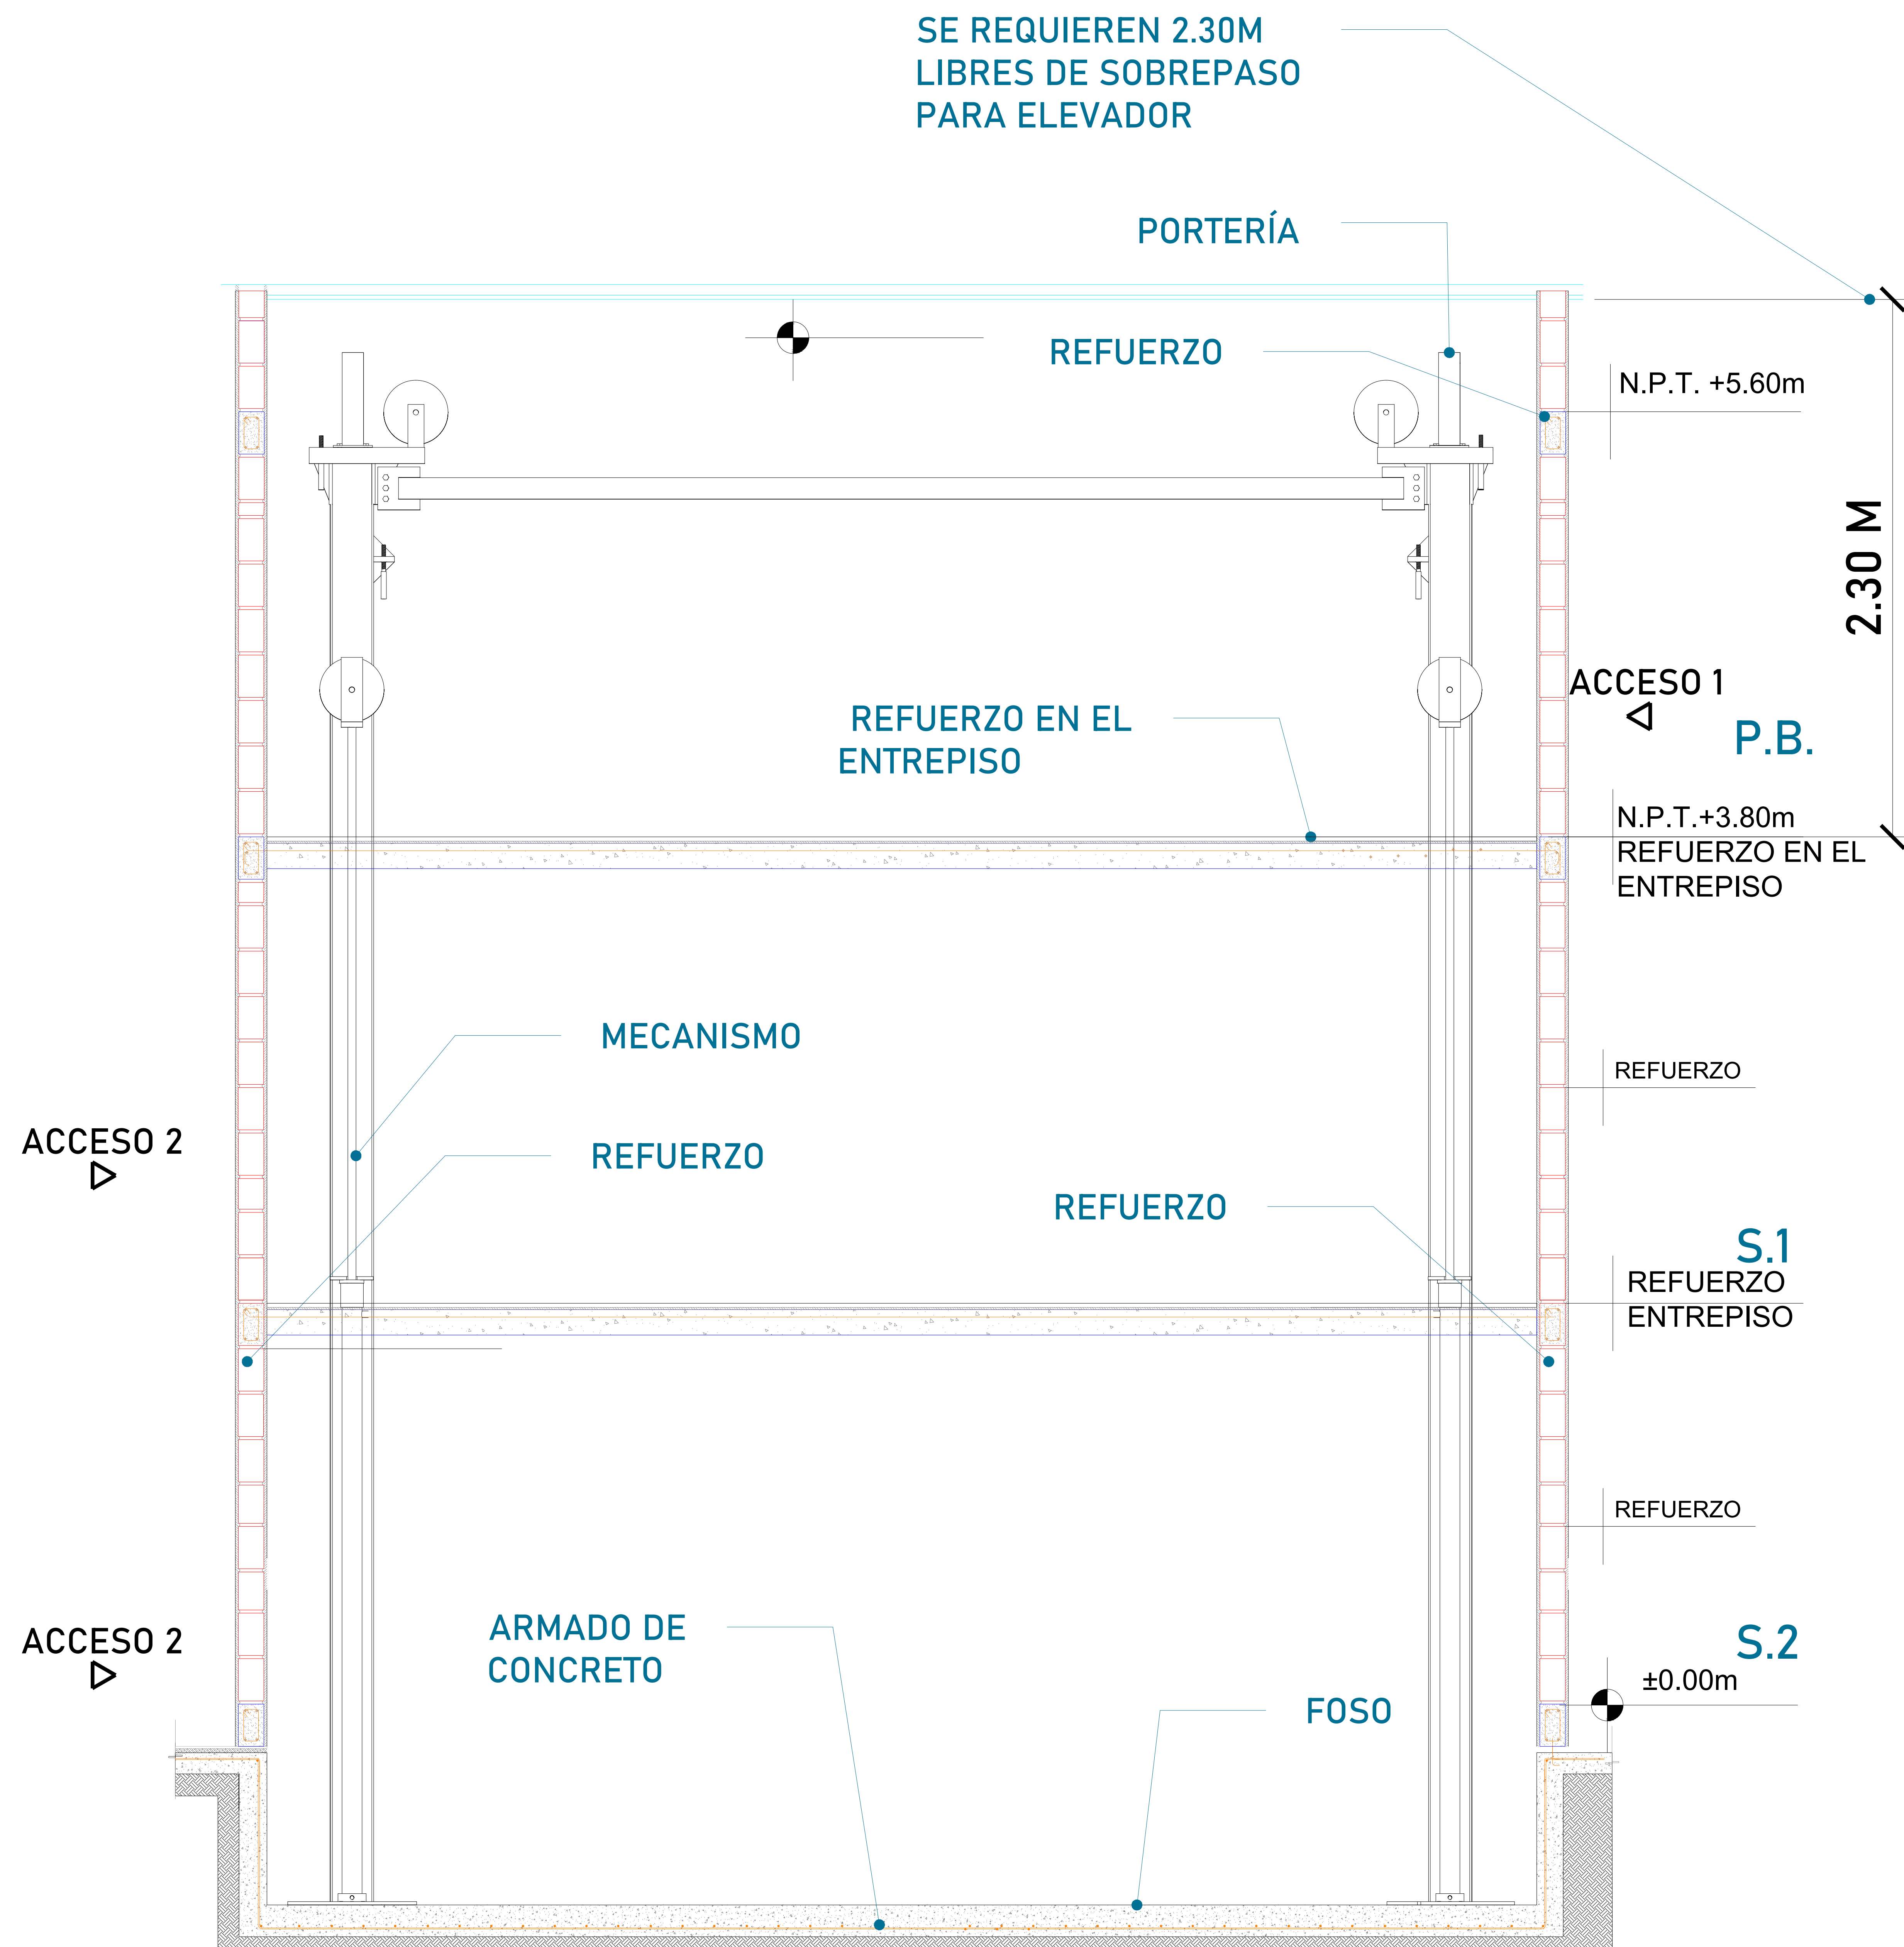 SE REQUIEREN 2.30M
LIBRES DE SOBREPASO
PARA ELEVADOR
PORTERÍA
REFUERZO
N.P.T. +5.60m
2.30 M
ACCESO 1
P.B.
REFUERZO EN EL
ENTREPISO
N.P.T.+3.80m
REFUERZO EN EL
ENTREPISO
MECANISMO
REFUERZO
ACCESO 2
REFUERZO
REFUERZO
S.1
REFUERZO
ENTREPISO
REFUERZO
ACCESO 2
ARMADO DE
CONCRETO
S.2
±0.00m
FOSO